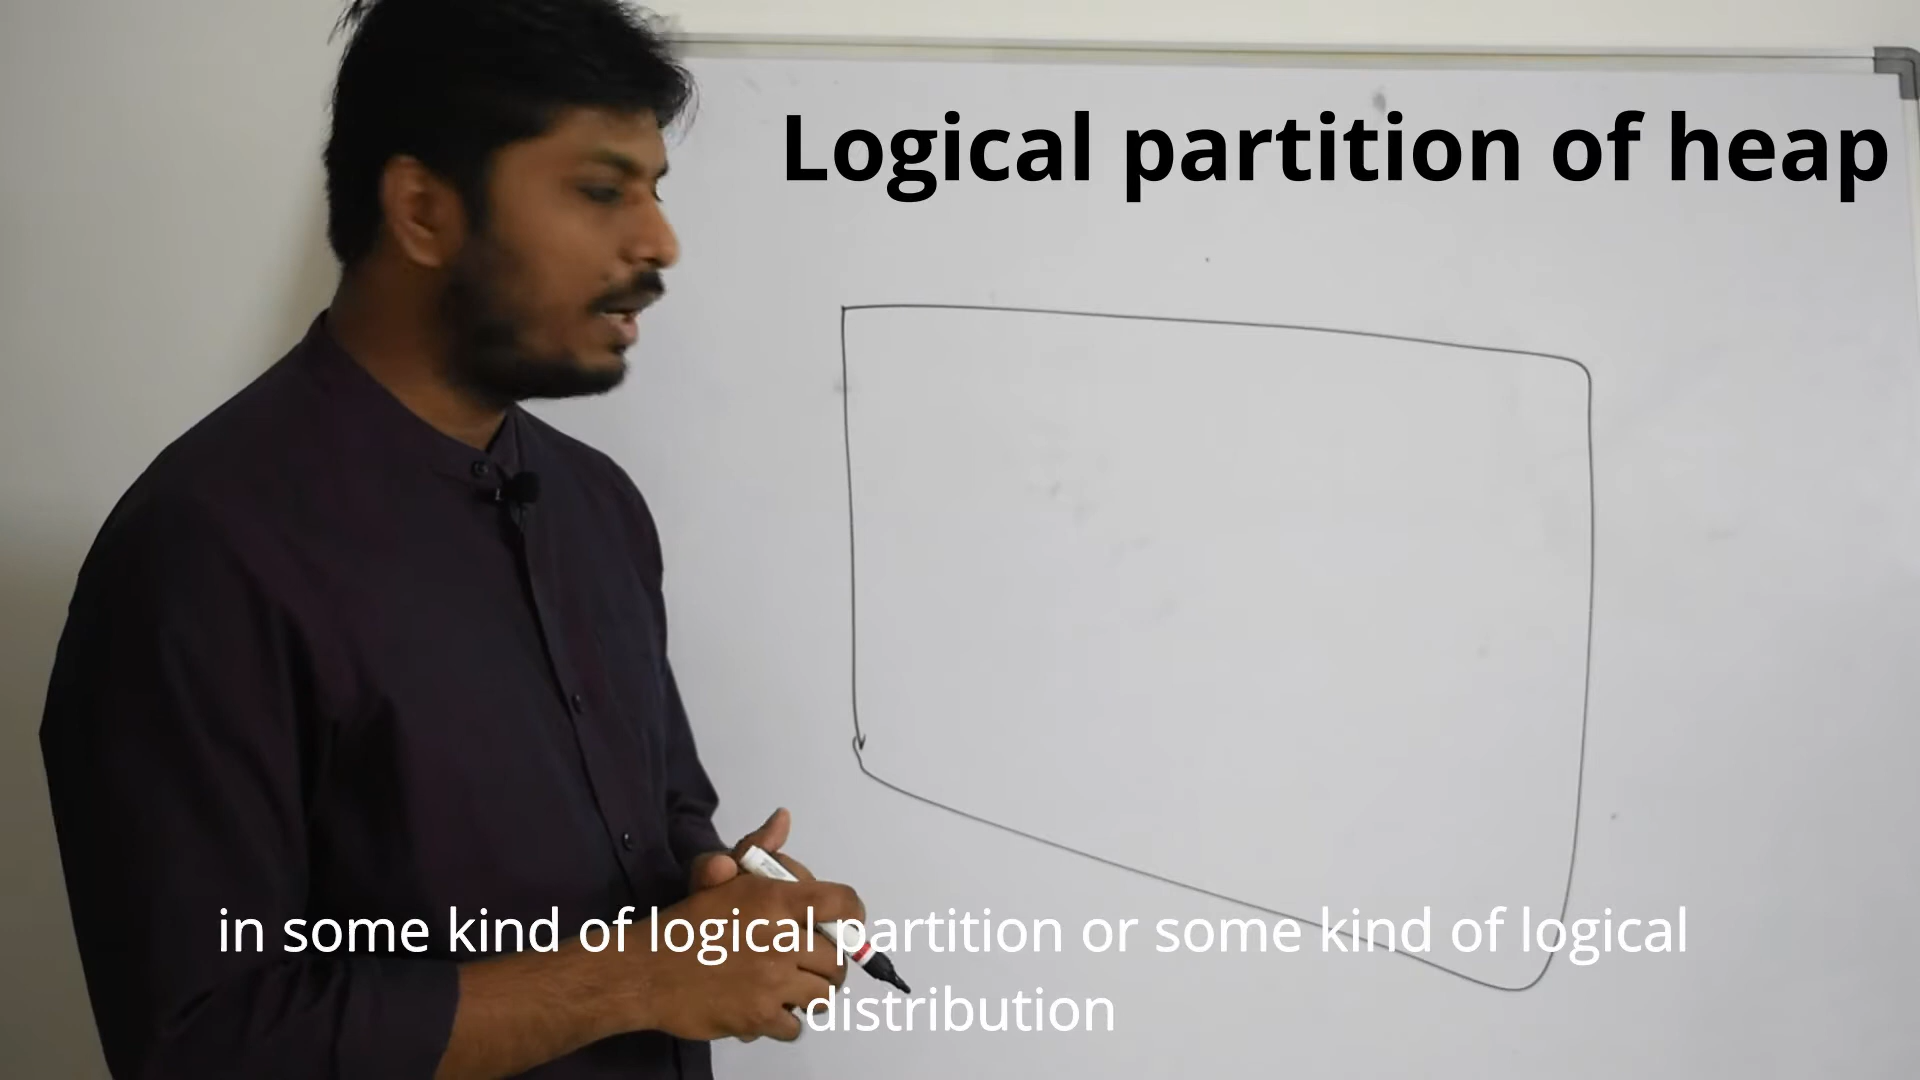 Logical partition of heap
in some kind of logical partition or some kind of logical
distribution